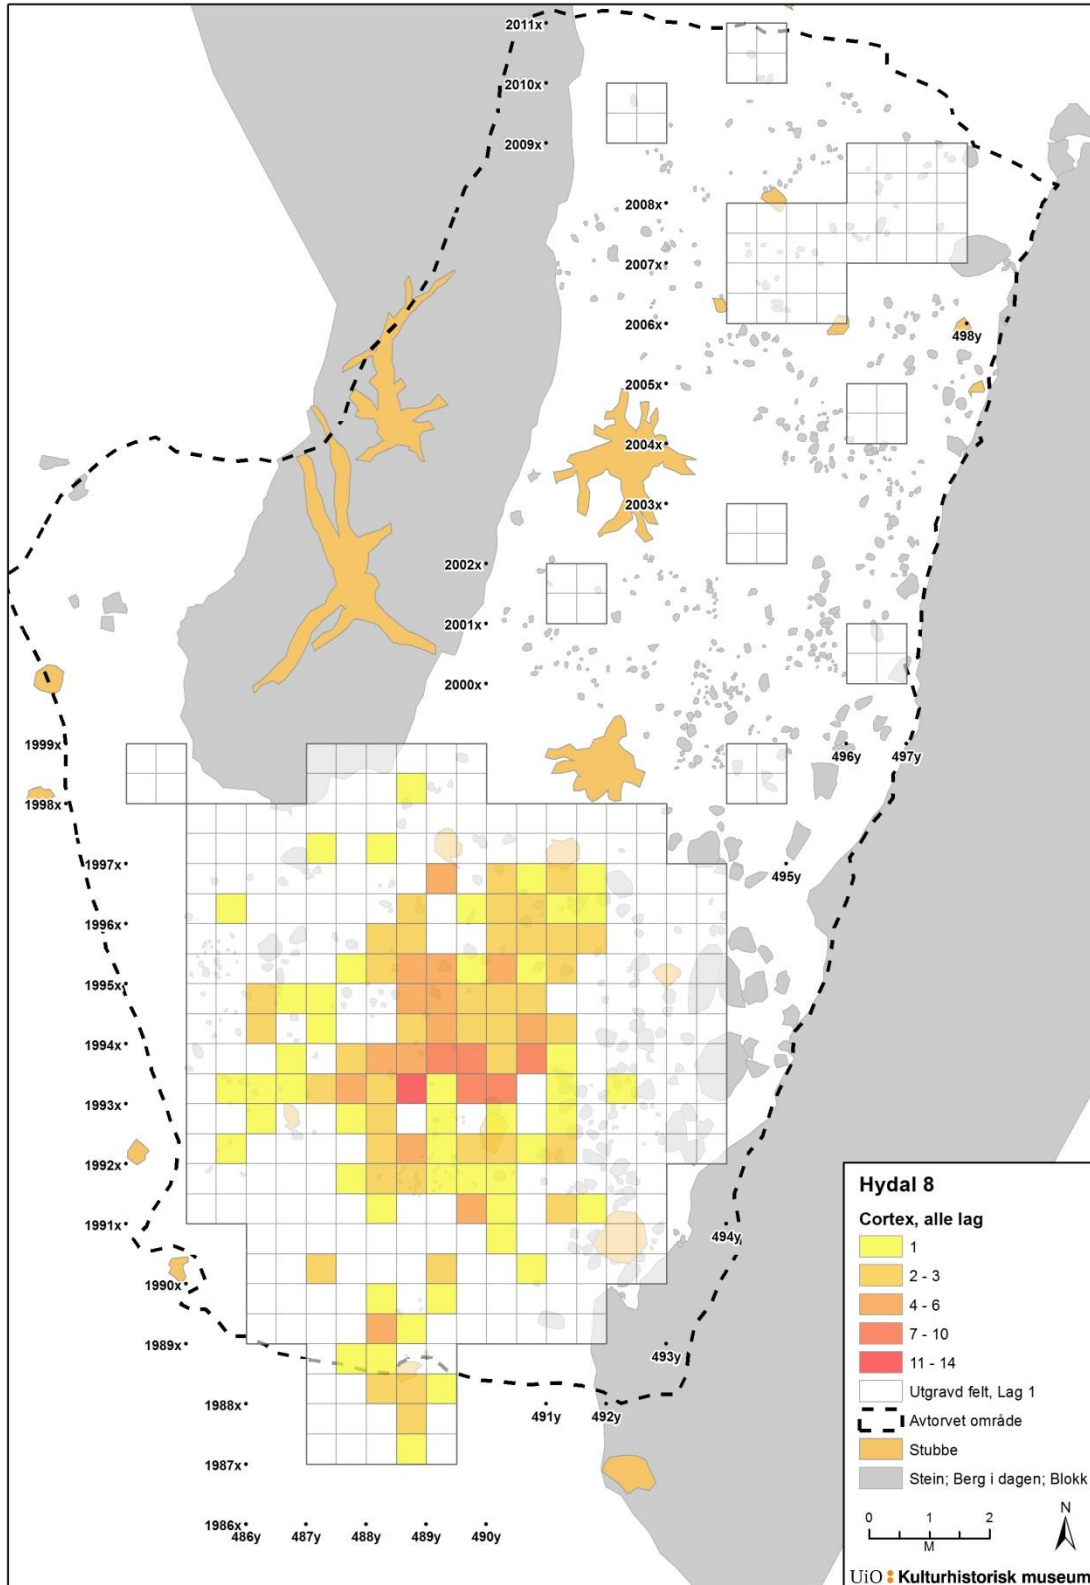 2011x
2010x
2009x
2008x
2007x
2006x
498y
2005x
2004x
2003x
2002x
2001x
2000x
1999x
496y 497y
1998x
1997x
495y
1996x
1995x
1994x
1993x
1992x
1991x
494y
1990x
1989x
493y
1988x
491y 492y
1987x
1986x
486y 487y 488y 489y 490y
Hydal 8
Cortex, alle lag
1
2 - 3
4 - 6
7 - 10
11 - 14
Utgravd felt, Lag 1
Avtorvet område
Stubbe
Stein; Berg i dagen; Blokk
0 1 2
M
N
UiO Kulturhistorisk museum